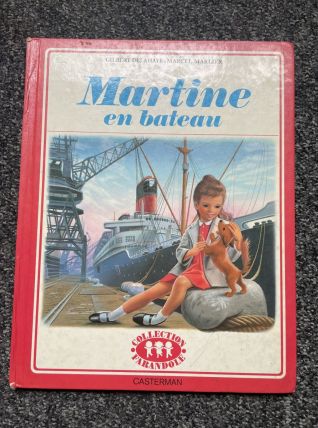 GILBERT DELAHAYE - MARCEL MARLIER
Martine
en bateau
COLLECTION
FARANDOLE
CASTERMAN